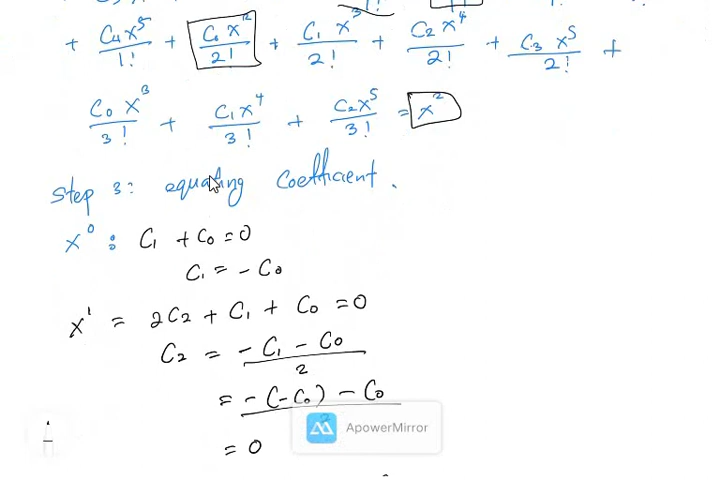 + C₄x⁵/1! + C₀x²/2! + C₁x³/2! + C₂x⁴/2! + C₃x⁵/2! +
C₀x³/3! + C₁x⁴/3! + C₂x⁵/3! = x²
Step 3: equating Coefficient.
x⁰ : C₁ + C₀ = 0
C₁ = - C₀
x¹ = 2C₂ + C₁ + C₀ = 0
C₂ = (- C₁ - C₀)/2
= - (-C₀) - C₀
ApowerMirror
= 0